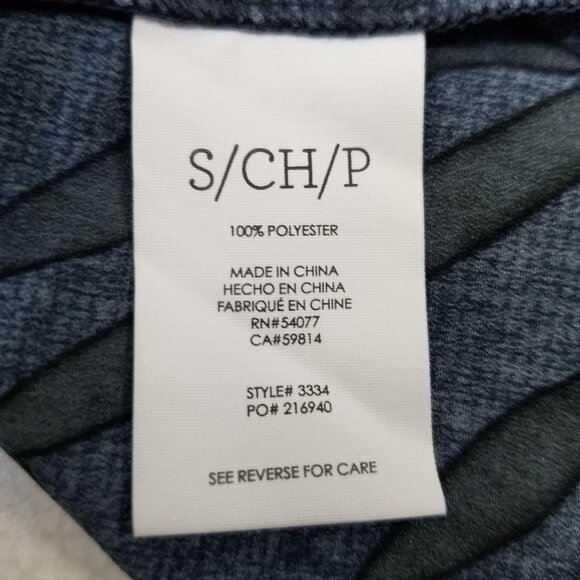 S/CH/P
100% POLYESTER
MADE IN CHINA
HECHO EN CHINA
FABRIQUÉ EN CHINE
RN#54077
CA#59814
STYLE# 3334
PO# 216940
SEE REVERSE FOR CARE